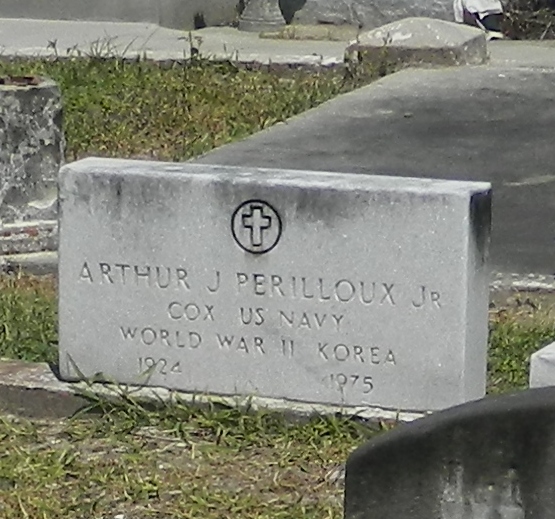 ARTHUR J PERILLOUX JR
COX US NAVY
WORLD WAR II KOREA
1924 1975